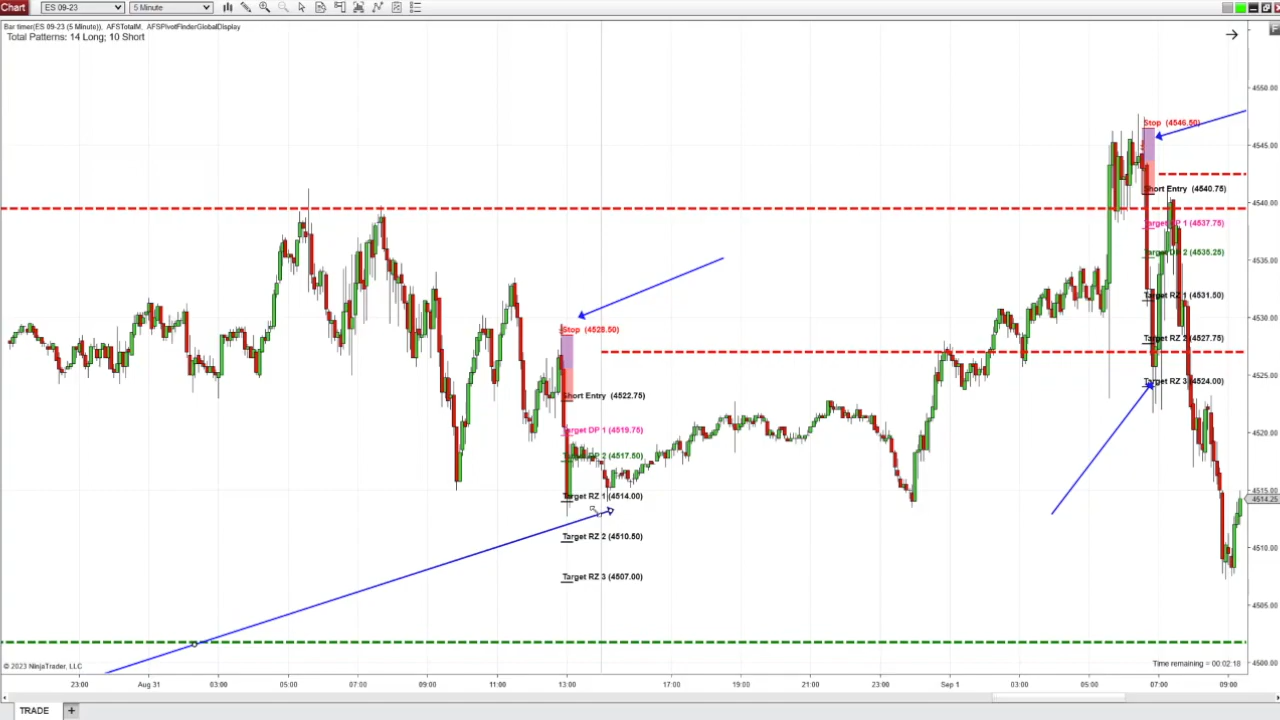 Chart
ES 09-23
5 Minute
Bar timer(ES 09-23 (5 Minute)), AFSTotalM, AFSPivotFinderGlobalDisplay
Total Patterns: 14 Long; 10 Short
F
4550.00
Stop (4546.50)
4545.00
Short Entry (4540.75)
4540.00
Target DP 1 (4537.75)
4535.00
Target DP 2 (4535.25)
Target RZ 1 (4531.50)
4530.00
Stop (4528.50)
Target RZ 2 (4527.75)
4525.00
Target RZ 3 (4524.00)
Short Entry (4522.75)
4520.00
Target DP 1 (4519.75)
Target DP 2 (4517.50)
4515.00
Target RZ 1 (4514.00)
4514.25
Target RZ 2 (4510.50)
4510.00
Target RZ 3 (4507.00)
4505.00
4500.00
© 2023 NinjaTrader, LLC
Time remaining = 00:02:18
23:00 Aug 31 03:00 05:00 07:00 09:00 11:00 13:00 17:00 19:00 21:00 23:00 Sep 1 03:00 05:00 07:00 09:00
TRADE +